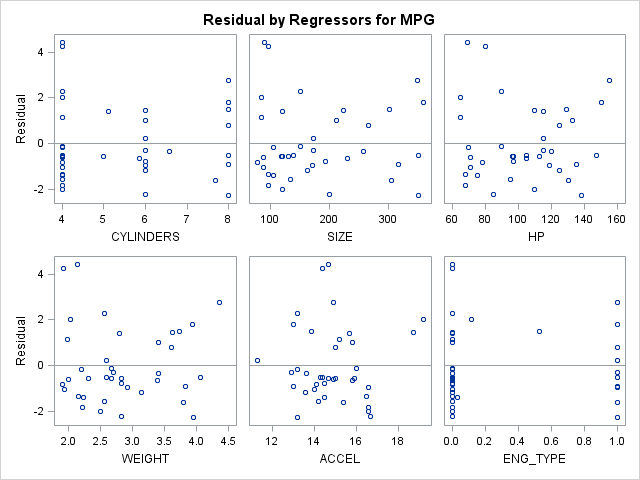 Residual by Regressors for MPG
Residual
4
2
0
-2
4 5 6 7 8
CYLINDERS
100 200 300
SIZE
60 80 100 120 140 160
HP
Residual
4
2
0
-2
2.0 2.5 3.0 3.5 4.0 4.5
WEIGHT
12 14 16 18
ACCEL
0.0 0.2 0.4 0.6 0.8 1.0
ENG_TYPE